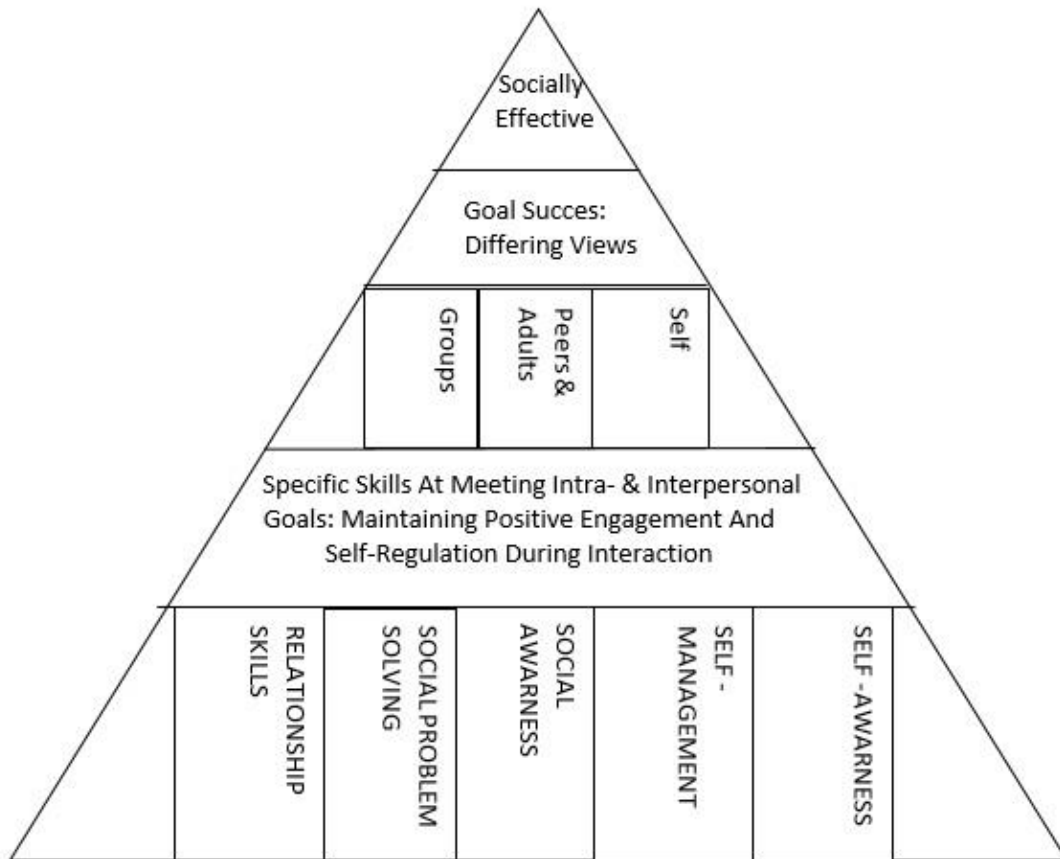 Socially
Effective
Goal Succes:
Differing Views
Groups
Peers &
Adults
Self
Specific Skills At Meeting Intra- & Interpersonal
Goals: Maintaining Positive Engagement And
Self-Regulation During Interaction
RELATIONSHIP
SKILLS
SOCIAL PROBLEM
SOLVING
SOCIAL
AWARNESS
SELF -
MANAGEMENT
SELF -AWARNESS